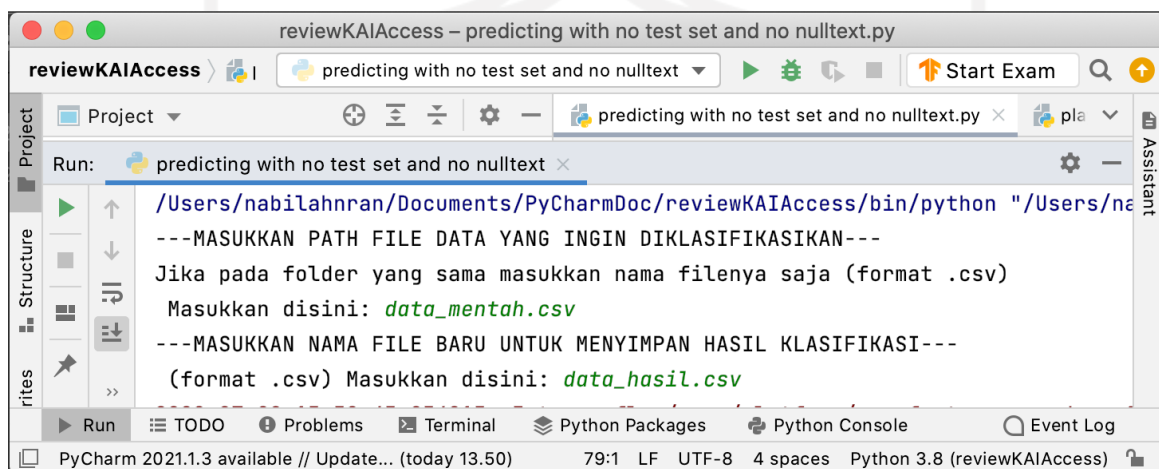 reviewKAIAccess – predicting with no test set and no nulltext.py
reviewKAIAccess predicting with no test set and no nulltext Start Exam
Project predicting with no test set and no nulltext.py pla
Run: predicting with no test set and no nulltext
Project
Structure
rites
Assistant
/Users/nabilahnran/Documents/PyCharmDoc/reviewKAIAccess/bin/python "/Users/na
---MASUKKAN PATH FILE DATA YANG INGIN DIKLASIFIKASIKAN---
Jika pada folder yang sama masukkan nama filenya saja (format .csv)
Masukkan disini: data_mentah.csv
---MASUKKAN NAMA FILE BARU UNTUK MENYIMPAN HASIL KLASIFIKASI---
(format .csv) Masukkan disini: data_hasil.csv
Run TODO Problems Terminal Python Packages Python Console Event Log
PyCharm 2021.1.3 available // Update... (today 13.50) 79:1 LF UTF-8 4 spaces Python 3.8 (reviewKAIAccess)